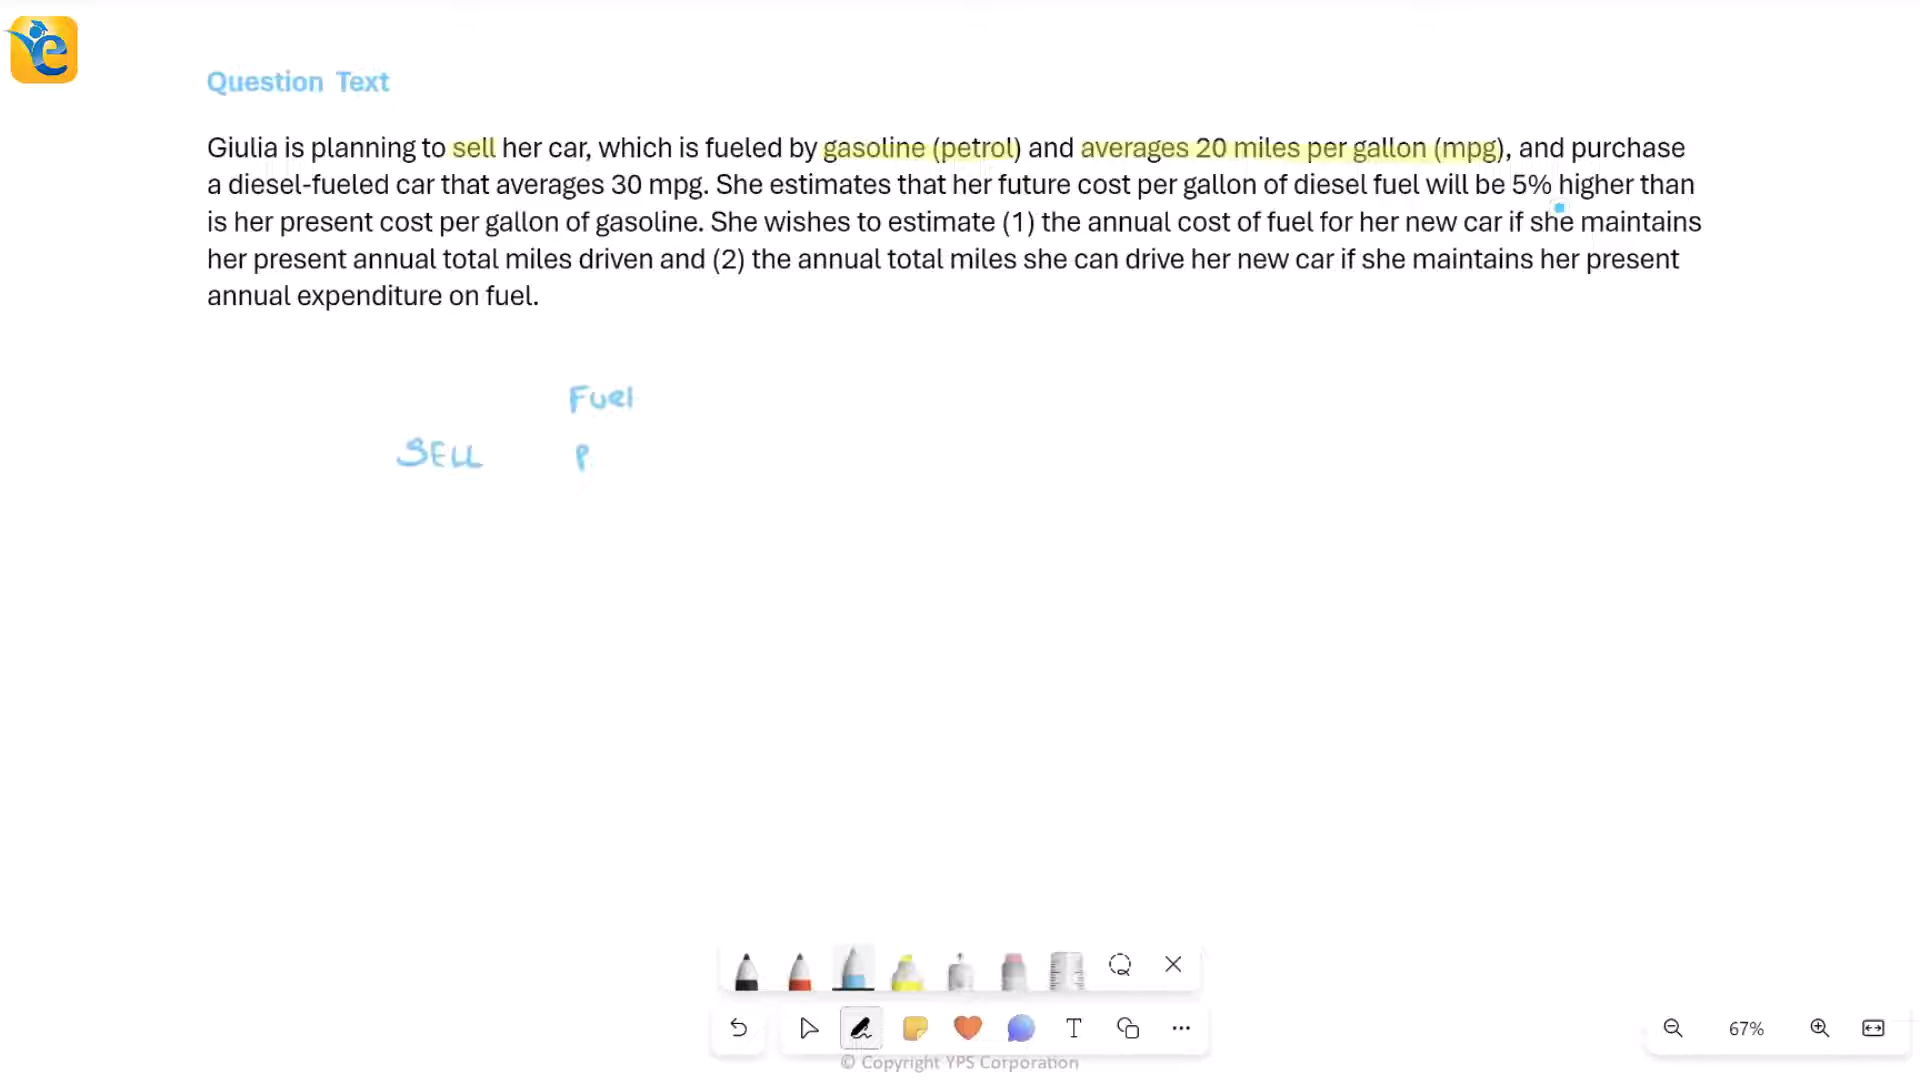 Question Text
Giulia is planning to sell her car, which is fueled by gasoline (petrol) and averages 20 miles per gallon (mpg), and purchase
a diesel-fueled car that averages 30 mpg. She estimates that her future cost per gallon of diesel fuel will be 5% higher than
is her present cost per gallon of gasoline. She wishes to estimate (1) the annual cost of fuel for her new car if she maintains
her present annual total miles driven and (2) the annual total miles she can drive her new car if she maintains her present
annual expenditure on fuel.
Fuel
SELL P
67%
© Copyright YPS Corporation